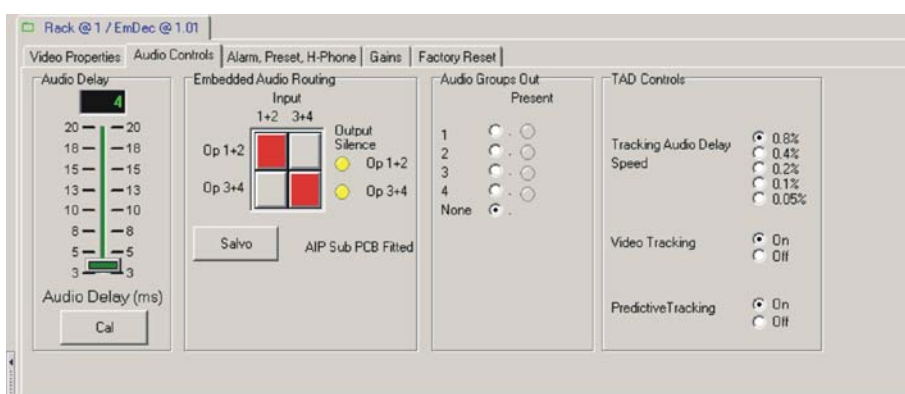 Rack @ 1 / EmDec @ 1.01
Video Properties Audio Controls Alarm, Preset, H-Phone Gains Factory Reset
Audio Delay
4
20 20
18 18
15 15
13 13
10 10
8 8
5 5
3 3
Audio Delay (ms)
Cal
Embedded Audio Routing
Input
1+2 3+4
Output
Silence
Op 1+2 Op 1+2
Op 3+4 Op 3+4
Salvo
AIP Sub PCB Fitted
Audio Groups Out
Present
1 .
2 .
3 .
4 .
None .
TAD Controls
Tracking Audio Delay
Speed
0.8%
0.4%
0.2%
0.1%
0.05%
Video Tracking
On
Off
PredictiveTracking
On
Off